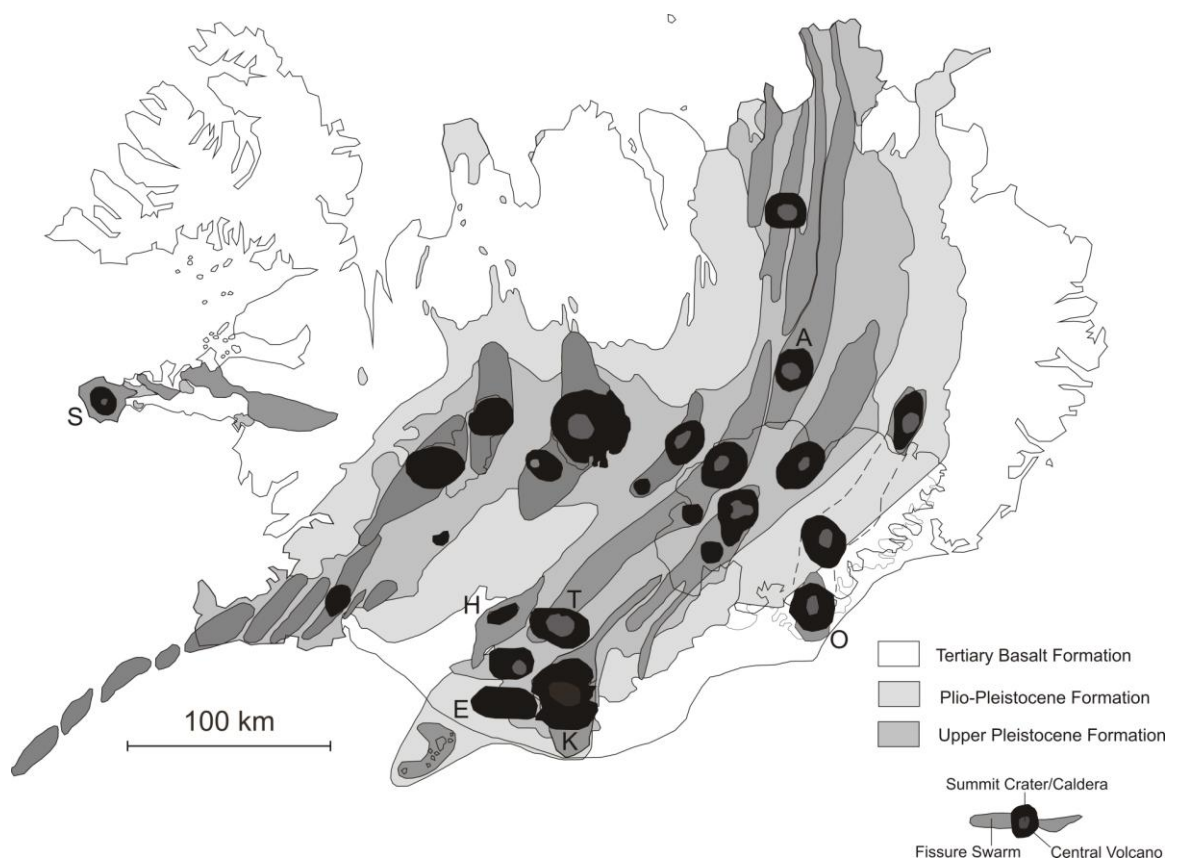 A
S
H
T
E
K
O
100 km
Tertiary Basalt Formation
Plio-Pleistocene Formation
Upper Pleistocene Formation
Summit Crater/Caldera
Fissure Swarm
Central Volcano